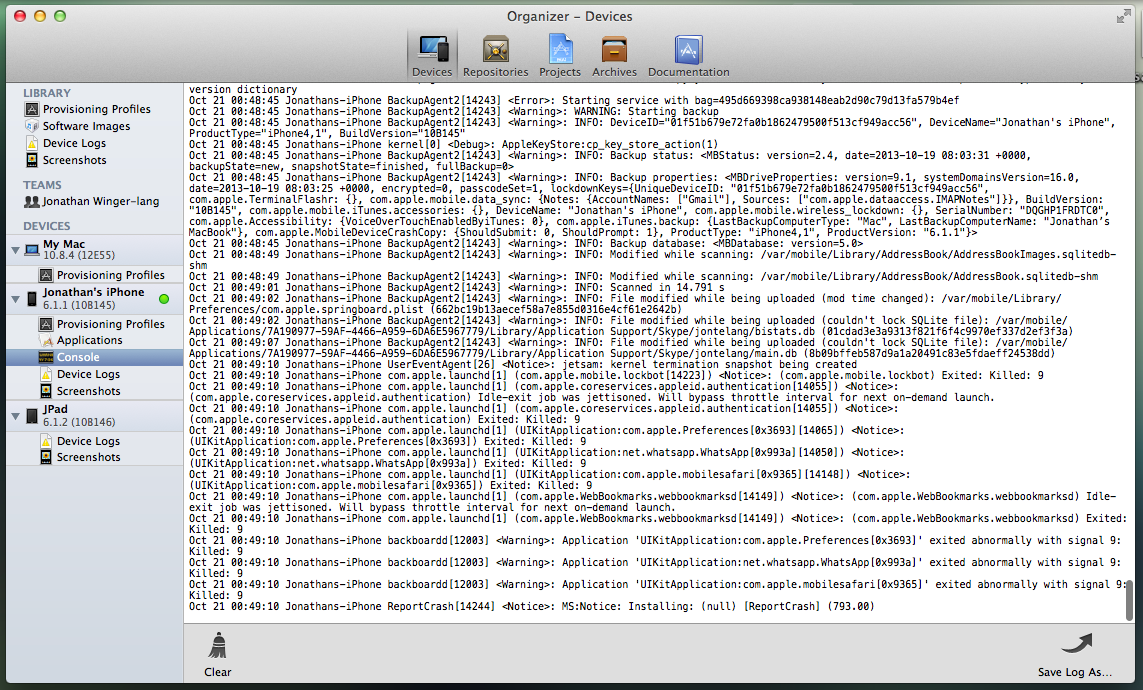 Organizer – Devices
Devices
Repositories
Projects
Archives
Documentation
LIBRARY
Provisioning Profiles
Software Images
Device Logs
Screenshots
TEAMS
Jonathan Winger-lang
DEVICES
My Mac
10.8.4 (12E55)
Provisioning Profiles
Jonathan's iPhone
6.1.1 (10B145)
Provisioning Profiles
Applications
Console
Device Logs
Screenshots
JPad
6.1.2 (10B146)
Device Logs
Screenshots
version dictionary
Oct 21 00:48:45 Jonathans-iPhone BackupAgent2[14243] <Error>: Starting service with bag=495d669398ca938148eab2d90c79d13fa579b4ef
Oct 21 00:48:45 Jonathans-iPhone BackupAgent2[14243] <Warning>: WARNING: Starting backup
Oct 21 00:48:45 Jonathans-iPhone BackupAgent2[14243] <Warning>: INFO: DeviceID="01f51b679e72fa0b1862479500f513cf949acc56", DeviceName="Jonathan's iPhone",
ProductType="iPhone4,1", BuildVersion="10B145"
Oct 21 00:48:45 Jonathans-iPhone kernel[0] <Debug>: AppleKeyStore:cp_key_store_action(1)
Oct 21 00:48:45 Jonathans-iPhone BackupAgent2[14243] <Warning>: INFO: Backup status: <MBStatus: version=2.4, date=2013-10-19 08:03:31 +0000,
backupState=new, snapshotState=finished, fullBackup=0>
Oct 21 00:48:45 Jonathans-iPhone BackupAgent2[14243] <Warning>: INFO: Backup properties: <MBDriveProperties: version=9.1, systemDomainsVersion=16.0,
date=2013-10-19 08:03:25 +0000, encrypted=0, passcodeSet=1, lockdownKeys={UniqueDeviceID: "01f51b679e72fa0b1862479500f513cf949acc56",
com.apple.TerminalFlashr: {}, com.apple.mobile.data_sync: {Notes: {AccountNames: ["Gmail"], Sources: ["com.apple.dataaccess.IMAPNotes"]}}, BuildVersion:
"10B145", com.apple.mobile.iTunes.accessories: {}, DeviceName: "Jonathan's iPhone", com.apple.mobile.wireless_lockdown: {}, SerialNumber: "DQGHP1FRDTC0",
com.apple.Accessibility: {VoiceOverTouchEnabledByiTunes: 0}, com.apple.iTunes.backup: {LastBackupComputerType: "Mac", LastBackupComputerName: "Jonathan's
MacBook"}, com.apple.MobileDeviceCrashCopy: {ShouldSubmit: 0, ShouldPrompt: 1}, ProductType: "iPhone4,1", ProductVersion: "6.1.1"}>
Oct 21 00:48:45 Jonathans-iPhone BackupAgent2[14243] <Warning>: INFO: Backup database: <MBDatabase: version=5.0>
Oct 21 00:48:49 Jonathans-iPhone BackupAgent2[14243] <Warning>: INFO: Modified while scanning: /var/mobile/Library/AddressBook/AddressBookImages.sqlitedb-
shm
Oct 21 00:48:49 Jonathans-iPhone BackupAgent2[14243] <Warning>: INFO: Modified while scanning: /var/mobile/Library/AddressBook/AddressBook.sqlitedb-shm
Oct 21 00:49:01 Jonathans-iPhone BackupAgent2[14243] <Warning>: INFO: Scanned in 14.791 s
Oct 21 00:49:02 Jonathans-iPhone BackupAgent2[14243] <Warning>: INFO: File modified while being uploaded (mod time changed): /var/mobile/Library/
Preferences/com.apple.springboard.plist (662bc19b13aecef58a7e855d0316e4cf61e2642b)
Oct 21 00:49:02 Jonathans-iPhone BackupAgent2[14243] <Warning>: INFO: File modified while being uploaded (couldn't lock SQLite file): /var/mobile/
Applications/7A190977-59AF-4466-A959-6DA6E5967779/Library/Application Support/Skype/jontelang/bistats.db (01cdad3e3a9313f821f6f4c9970ef337d2ef3f3a)
Oct 21 00:49:07 Jonathans-iPhone BackupAgent2[14243] <Warning>: INFO: File modified while being uploaded (couldn't lock SQLite file): /var/mobile/
Applications/7A190977-59AF-4466-A959-6DA6E5967779/Library/Application Support/Skype/jontelang/main.db (8b09bffeb587d9a1a20491c83e5fdaeff24538dd)
Oct 21 00:49:10 Jonathans-iPhone UserEventAgent[26] <Notice>: jetsam: kernel termination snapshot being created
Oct 21 00:49:10 Jonathans-iPhone com.apple.launchd[1] (com.apple.mobile.lockbot[14223]) <Notice>: (com.apple.mobile.lockbot) Exited: Killed: 9
Oct 21 00:49:10 Jonathans-iPhone com.apple.launchd[1] (com.apple.coreservices.appleid.authentication[14055]) <Notice>:
(com.apple.coreservices.appleid.authentication) Idle-exit job was jettisoned. Will bypass throttle interval for next on-demand launch.
Oct 21 00:49:10 Jonathans-iPhone com.apple.launchd[1] (com.apple.coreservices.appleid.authentication[14055]) <Notice>:
(com.apple.coreservices.appleid.authentication) Exited: Killed: 9
Oct 21 00:49:10 Jonathans-iPhone com.apple.launchd[1] (UIKitApplication:com.apple.Preferences[0x3693][14065]) <Notice>:
(UIKitApplication:com.apple.Preferences[0x3693]) Exited: Killed: 9
Oct 21 00:49:10 Jonathans-iPhone com.apple.launchd[1] (UIKitApplication:net.whatsapp.WhatsApp[0x993a][14050]) <Notice>:
(UIKitApplication:net.whatsapp.WhatsApp[0x993a]) Exited: Killed: 9
Oct 21 00:49:10 Jonathans-iPhone com.apple.launchd[1] (UIKitApplication:com.apple.mobilesafari[0x9365][14148]) <Notice>:
(UIKitApplication:com.apple.mobilesafari[0x9365]) Exited: Killed: 9
Oct 21 00:49:10 Jonathans-iPhone com.apple.launchd[1] (com.apple.WebBookmarks.webbookmarksd[14149]) <Notice>: (com.apple.WebBookmarks.webbookmarksd) Idle-
exit job was jettisoned. Will bypass throttle interval for next on-demand launch.
Oct 21 00:49:10 Jonathans-iPhone com.apple.launchd[1] (com.apple.WebBookmarks.webbookmarksd[14149]) <Notice>: (com.apple.WebBookmarks.webbookmarksd) Exited:
Killed: 9
Oct 21 00:49:10 Jonathans-iPhone backboardd[12003] <Warning>: Application 'UIKitApplication:com.apple.Preferences[0x3693]' exited abnormally with signal 9:
Killed: 9
Oct 21 00:49:10 Jonathans-iPhone backboardd[12003] <Warning>: Application 'UIKitApplication:net.whatsapp.WhatsApp[0x993a]' exited abnormally with signal 9:
Killed: 9
Oct 21 00:49:10 Jonathans-iPhone backboardd[12003] <Warning>: Application 'UIKitApplication:com.apple.mobilesafari[0x9365]' exited abnormally with signal 9:
Killed: 9
Oct 21 00:49:10 Jonathans-iPhone ReportCrash[14244] <Notice>: MS:Notice: Installing: (null) [ReportCrash] (793.00)
Clear
Save Log As...